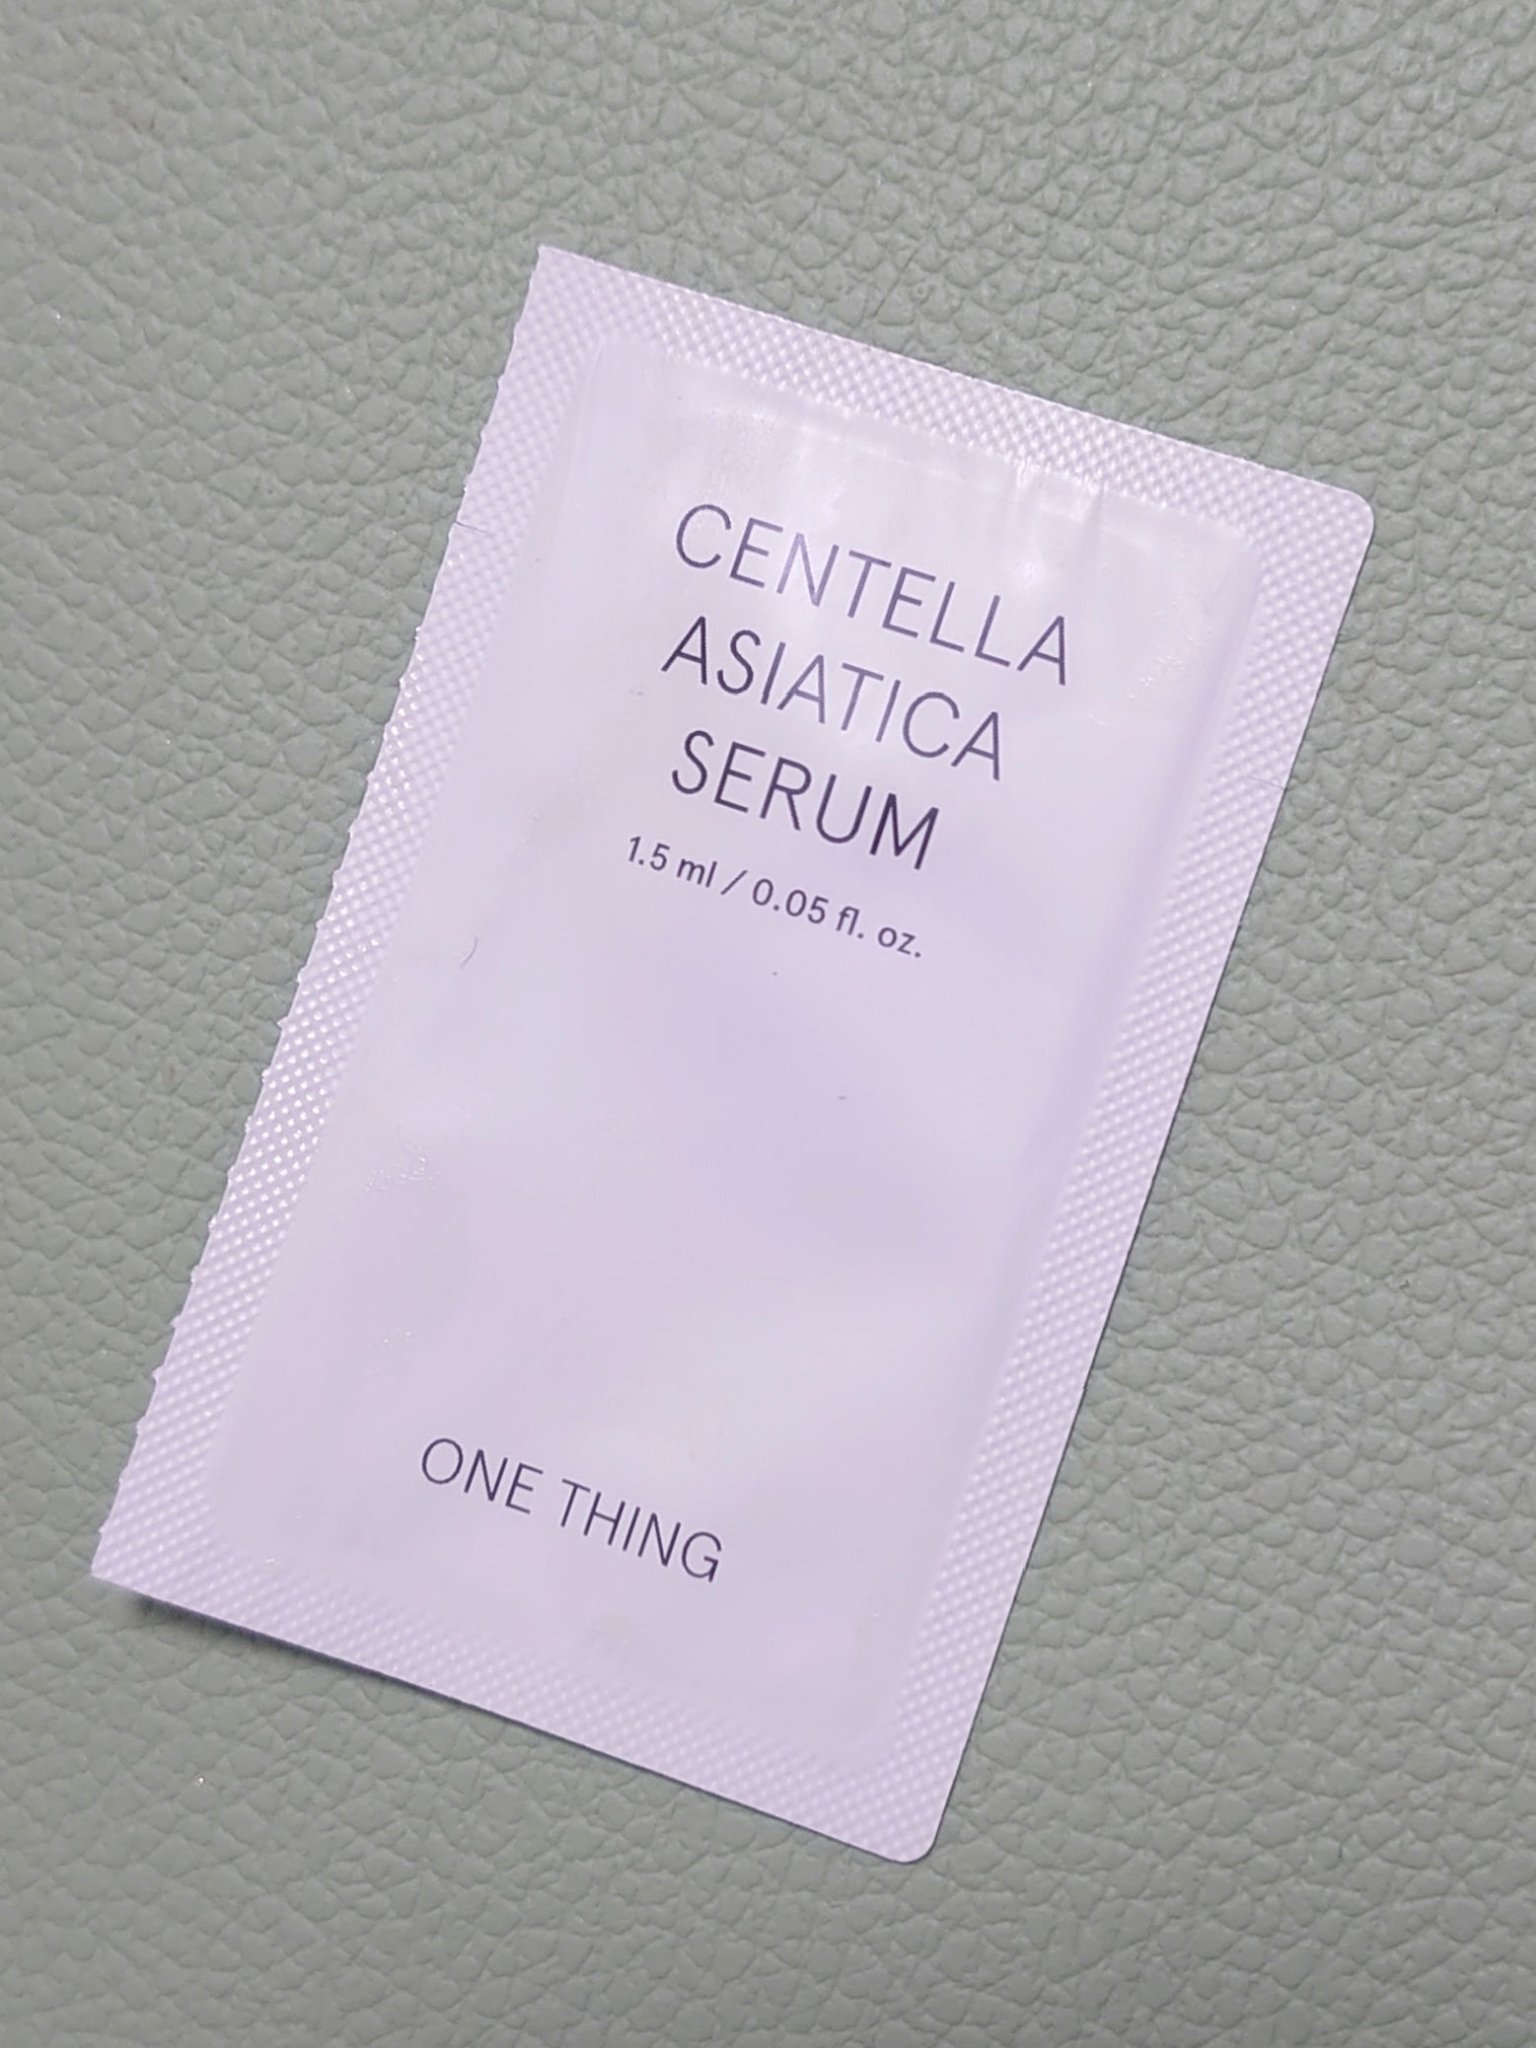 CENTELLA
ASIATICA
SERUM
1.5 ml / 0.05 fl. oz.
ONE THING